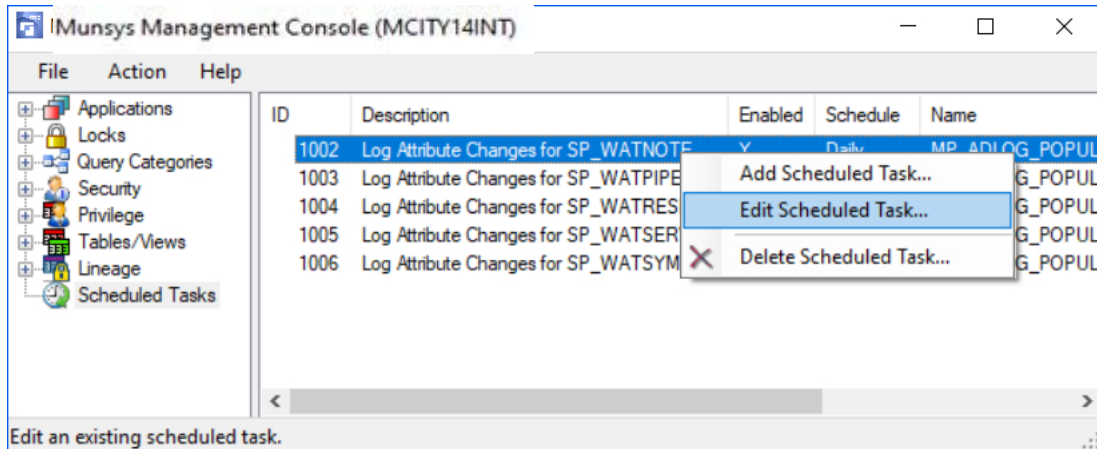 Munsys Management Console (MCITY14INT)
File Action Help
Applications
Locks
Query Categories
Security
Privilege
Tables/Views
Lineage
Scheduled Tasks
ID Description Enabled Schedule Name
1002 Log Attribute Changes for SP_WATNOTE Y Daily MP_ADLOG_POPUL
1003 Log Attribute Changes for SP_WATPIPE G_POPUL
1004 Log Attribute Changes for SP_WATRES G_POPUL
1005 Log Attribute Changes for SP_WATSER G_POPUL
1006 Log Attribute Changes for SP_WATSYM G_POPUL
Add Scheduled Task...
Edit Scheduled Task...
Delete Scheduled Task...
Edit an existing scheduled task.